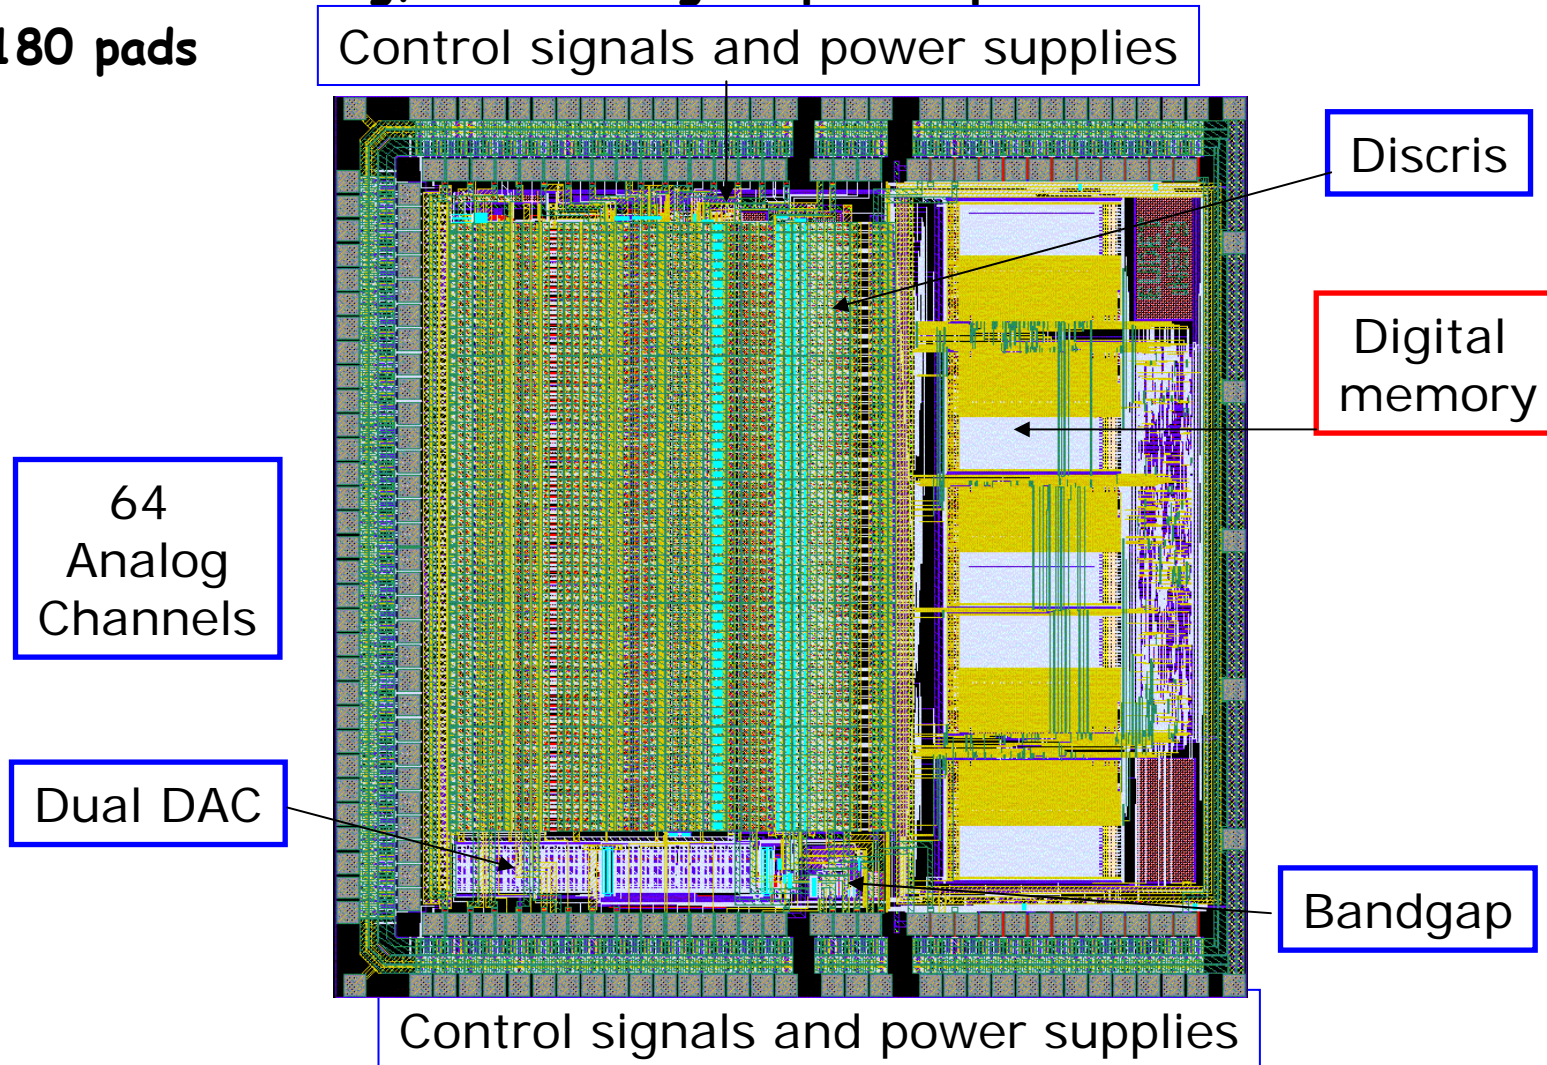 180 pads
Control signals and power supplies
Discris
Digital
memory
64
Analog
Channels
Dual DAC
Bandgap
Control signals and power supplies